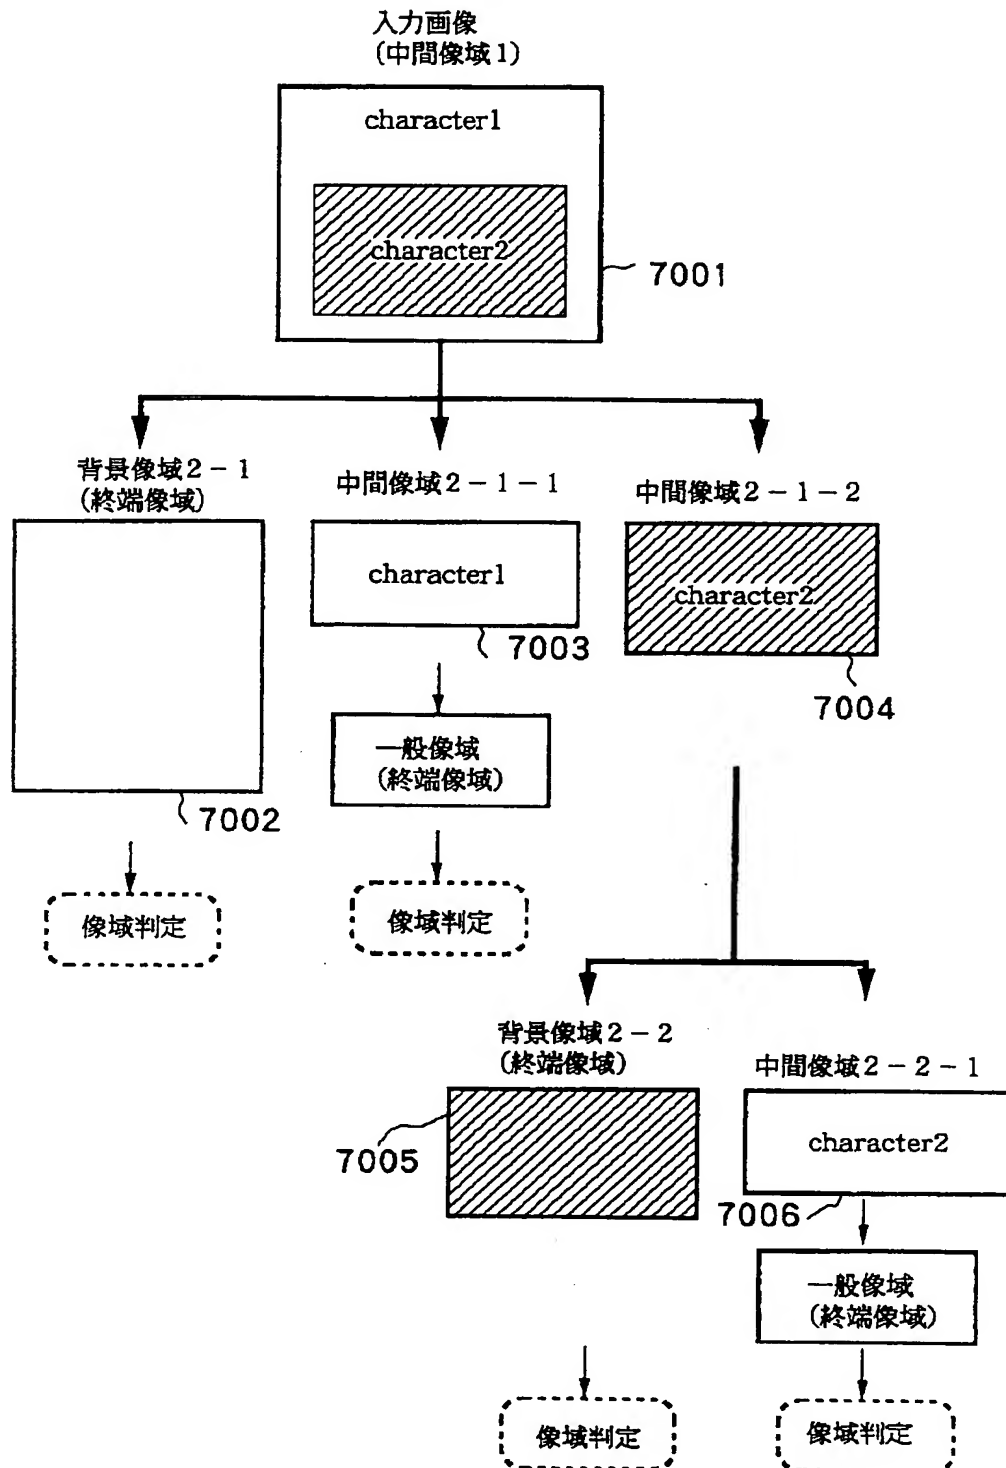 入力画像
(中間像域1)
character1
character2
7001
背景像域2-1
(終端像域)
中間像域2-1-1
中間像域2-1-2
character1
character2
7003
7004
一般像域
(終端像域)
7002
像域判定
像域判定
背景像域2-2
(終端像域)
中間像域2-2-1
7005
character2
7006
一般像域
(終端像域)
像域判定
像域判定